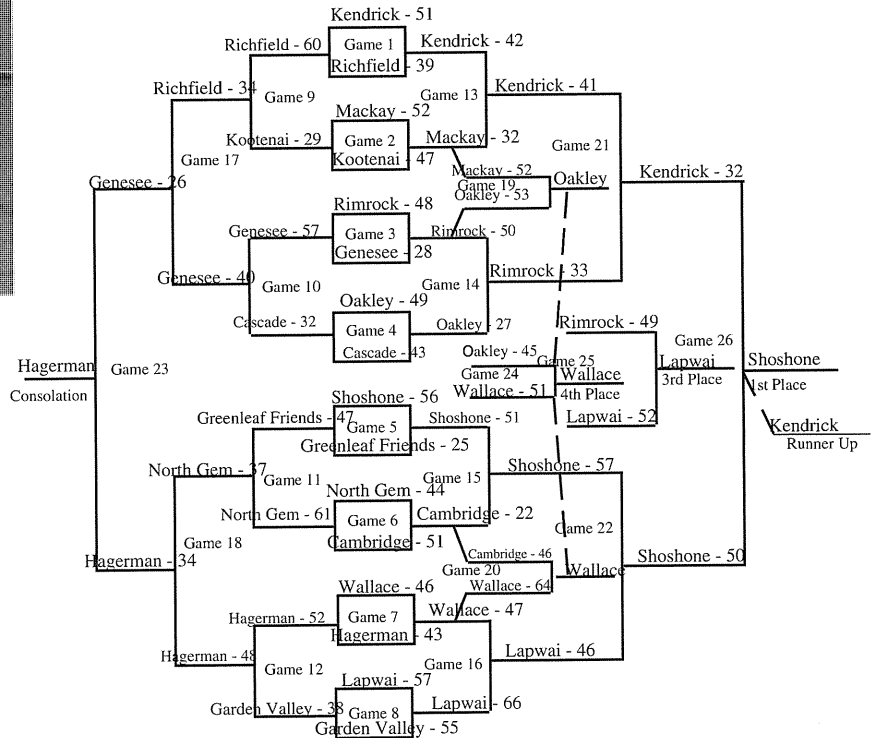 Kendrick - 51
Richfield - 60
Game 1
Kendrick - 42
Richfield - 39
Richfield - 34
Game 9
Game 13
Kendrick - 41
Mackay - 52
Kootenai - 29
Game 2
Mackay - 32
Game 21
Kootenai - 47
Game 17
Mackay - 52
Kendrick - 32
Genesee - 26
Game 19
Oakley
Oakley - 53
Rimrock - 48
Genesee - 57
Game 3
Rimrock - 50
Genesee - 28
Genesee - 40
Game 10
Game 14
Rimrock - 33
Oakley - 49
Cascade - 32
Game 4
Oakley - 27
Rimrock - 49
Cascade - 43
Game 26
Oakley - 45
Game 25
Hagerman
Game 23
Game 24
Wallace
Lapwai
Shoshone
Consolation
Wallace - 51
4th Place
3rd Place
1st Place
Shoshone - 56
Greenleaf Friends - 47
Game 5
Shoshone - 51
Lapwai - 52
Kendrick
Greenleaf Friends - 25
Runner Up
North Gem - 37
Game 11
Game 15
Shoshone - 57
North Gem - 44
North Gem - 61
Game 6
Cambridge - 22
Game 22
Cambridge - 51
Game 18
Hagerman - 34
Cambridge - 46
Shoshone - 50
Game 20
Wallace
Wallace - 46
Wallace - 64
Hagerman - 52
Game 7
Wallace - 47
Hagerman - 43
Hagerman - 48
Game 12
Game 16
Lapwai - 46
Lapwai - 57
Garden Valley - 38
Game 8
Lapwai - 66
Garden Valley - 55